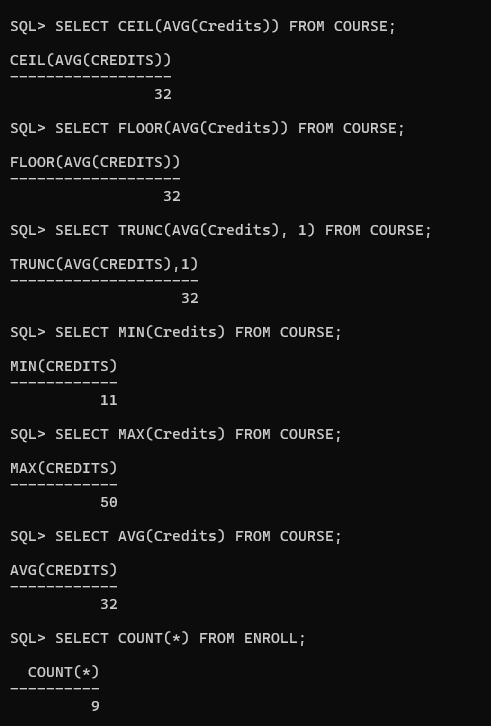 SQL> SELECT CEIL(AVG(Credits)) FROM COURSE;
CEIL(AVG(CREDITS))
------------------
32
SQL> SELECT FLOOR(AVG(Credits)) FROM COURSE;
FLOOR(AVG(CREDITS))
-------------------
32
SQL> SELECT TRUNC(AVG(Credits), 1) FROM COURSE;
TRUNC(AVG(CREDITS),1)
---------------------
32
SQL> SELECT MIN(Credits) FROM COURSE;
MIN(CREDITS)
------------
11
SQL> SELECT MAX(Credits) FROM COURSE;
MAX(CREDITS)
------------
50
SQL> SELECT AVG(Credits) FROM COURSE;
AVG(CREDITS)
------------
32
SQL> SELECT COUNT(*) FROM ENROLL;
COUNT(*)
----------
9